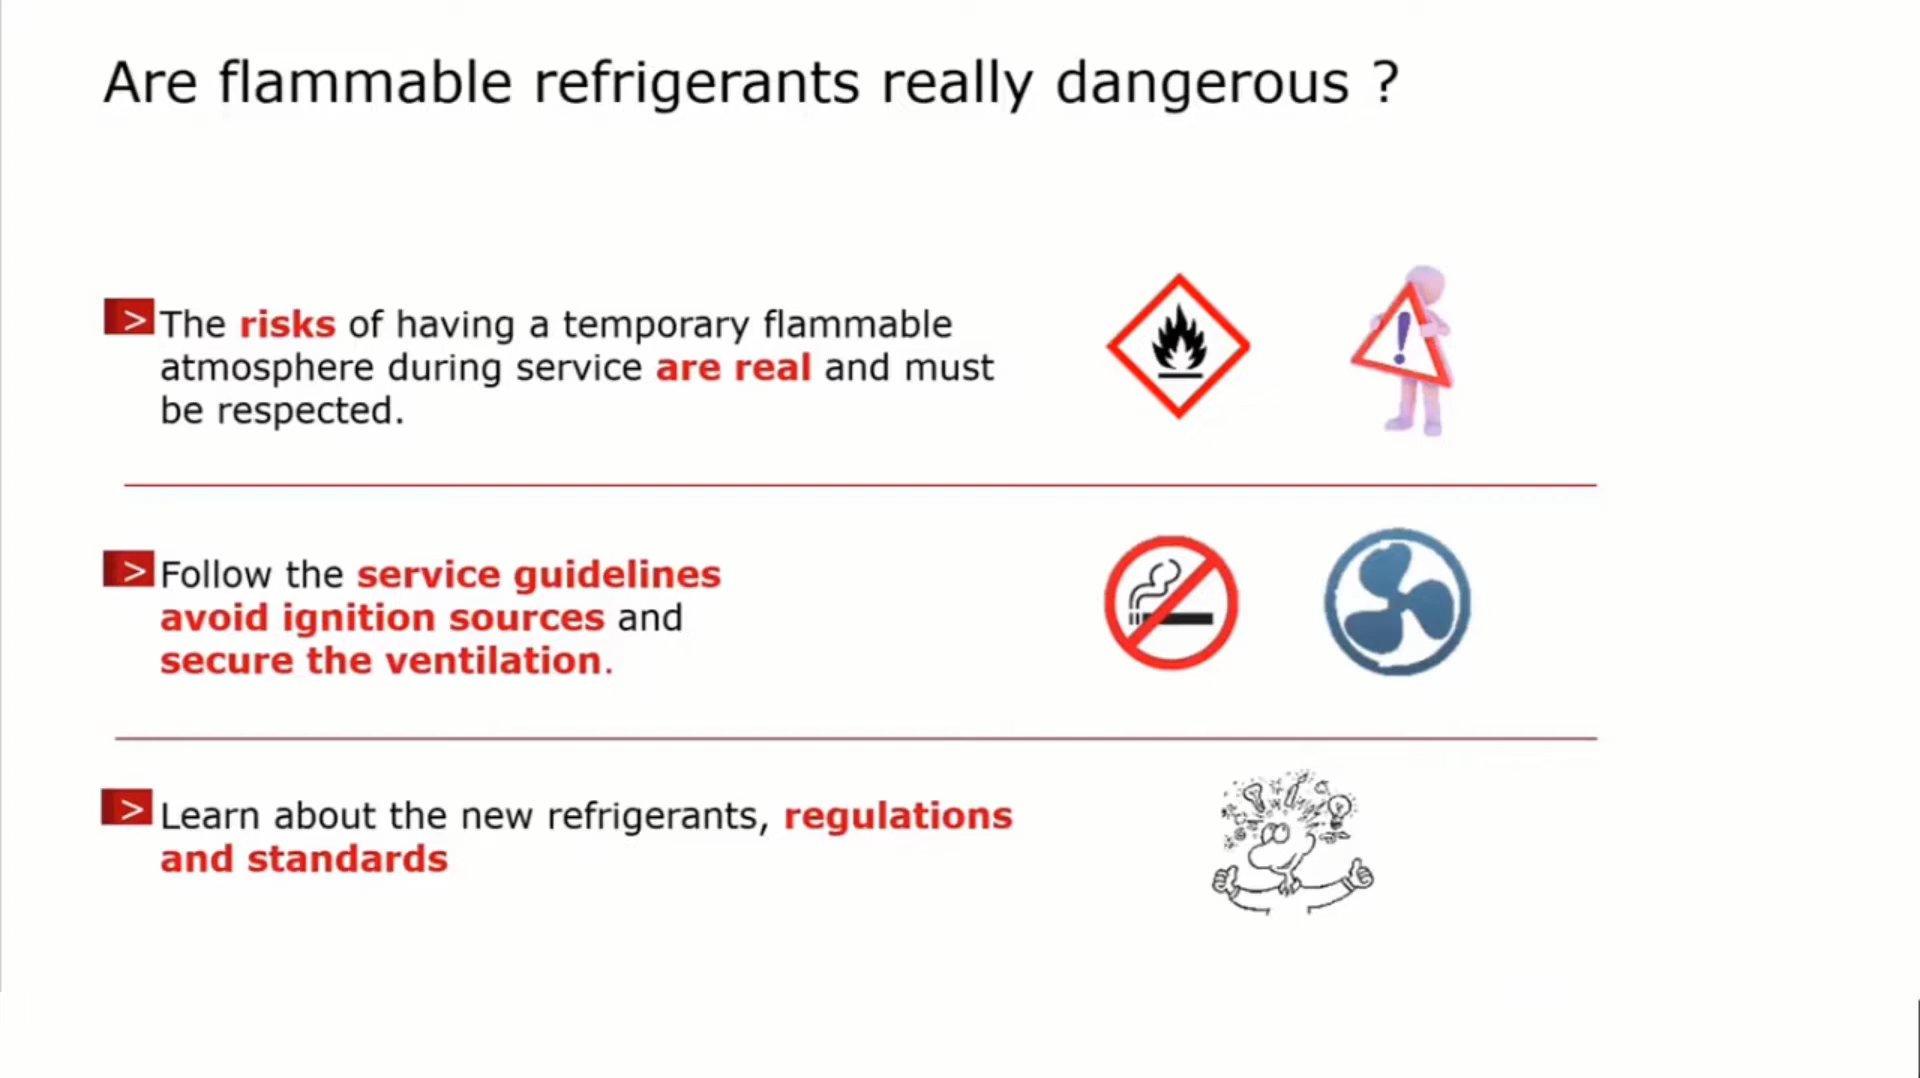 Are flammable refrigerants really dangerous ?
> The risks of having a temporary flammable
atmosphere during service are real and must
be respected.
> Follow the service guidelines
avoid ignition sources and
secure the ventilation.
> Learn about the new refrigerants, regulations
and standards